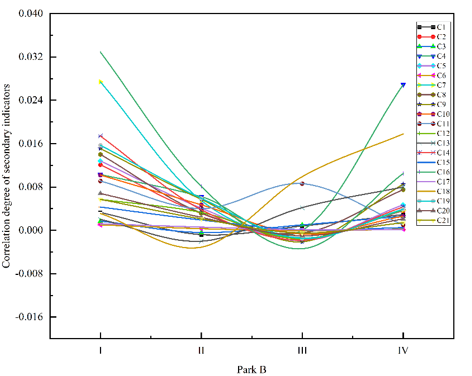 0.040
0.032
0.024
0.016
0.008
0.000
-0.008
-0.016
Correlation degree of secondary indicators
I II III IV
Park B
C1
C2
C3
C4
C5
C6
C7
C8
C9
C10
C11
C12
C13
C14
C15
C16
C17
C18
C19
C20
C21